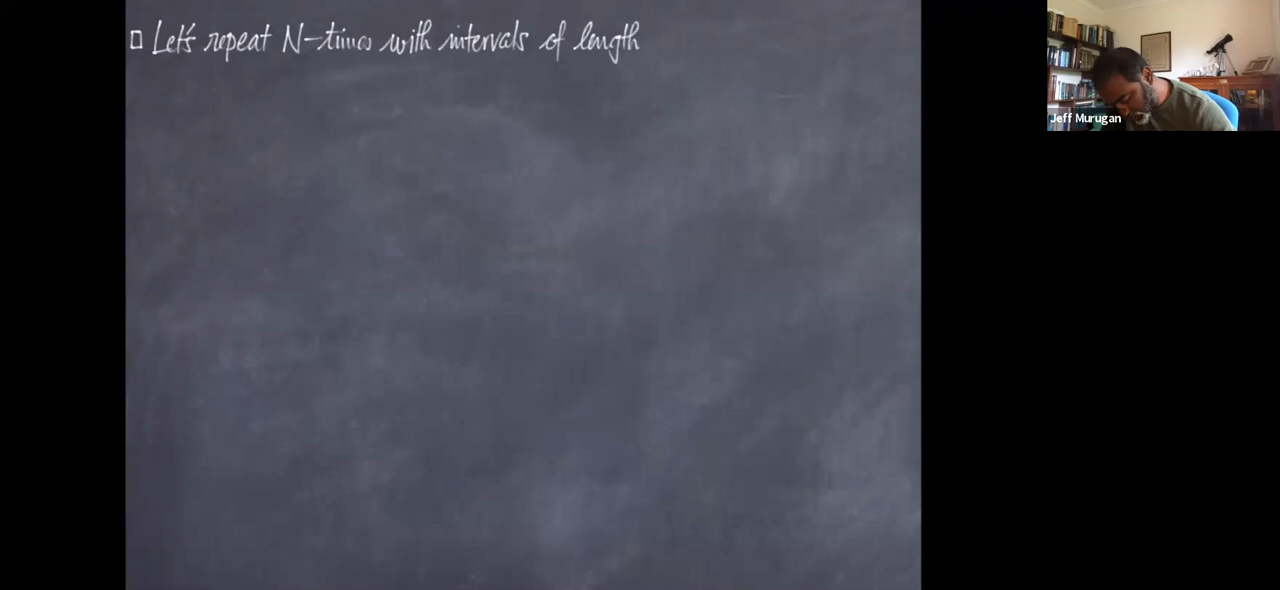 □ Let's repeat N-times with intervals of length
Jeff Murugan